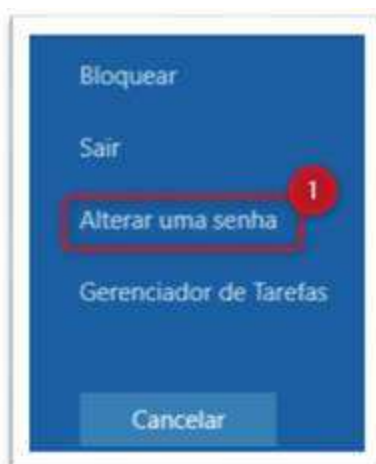 Bloquear
Sair
1
Alterar uma senha
Gerenciador de Tarefas
Cancelar